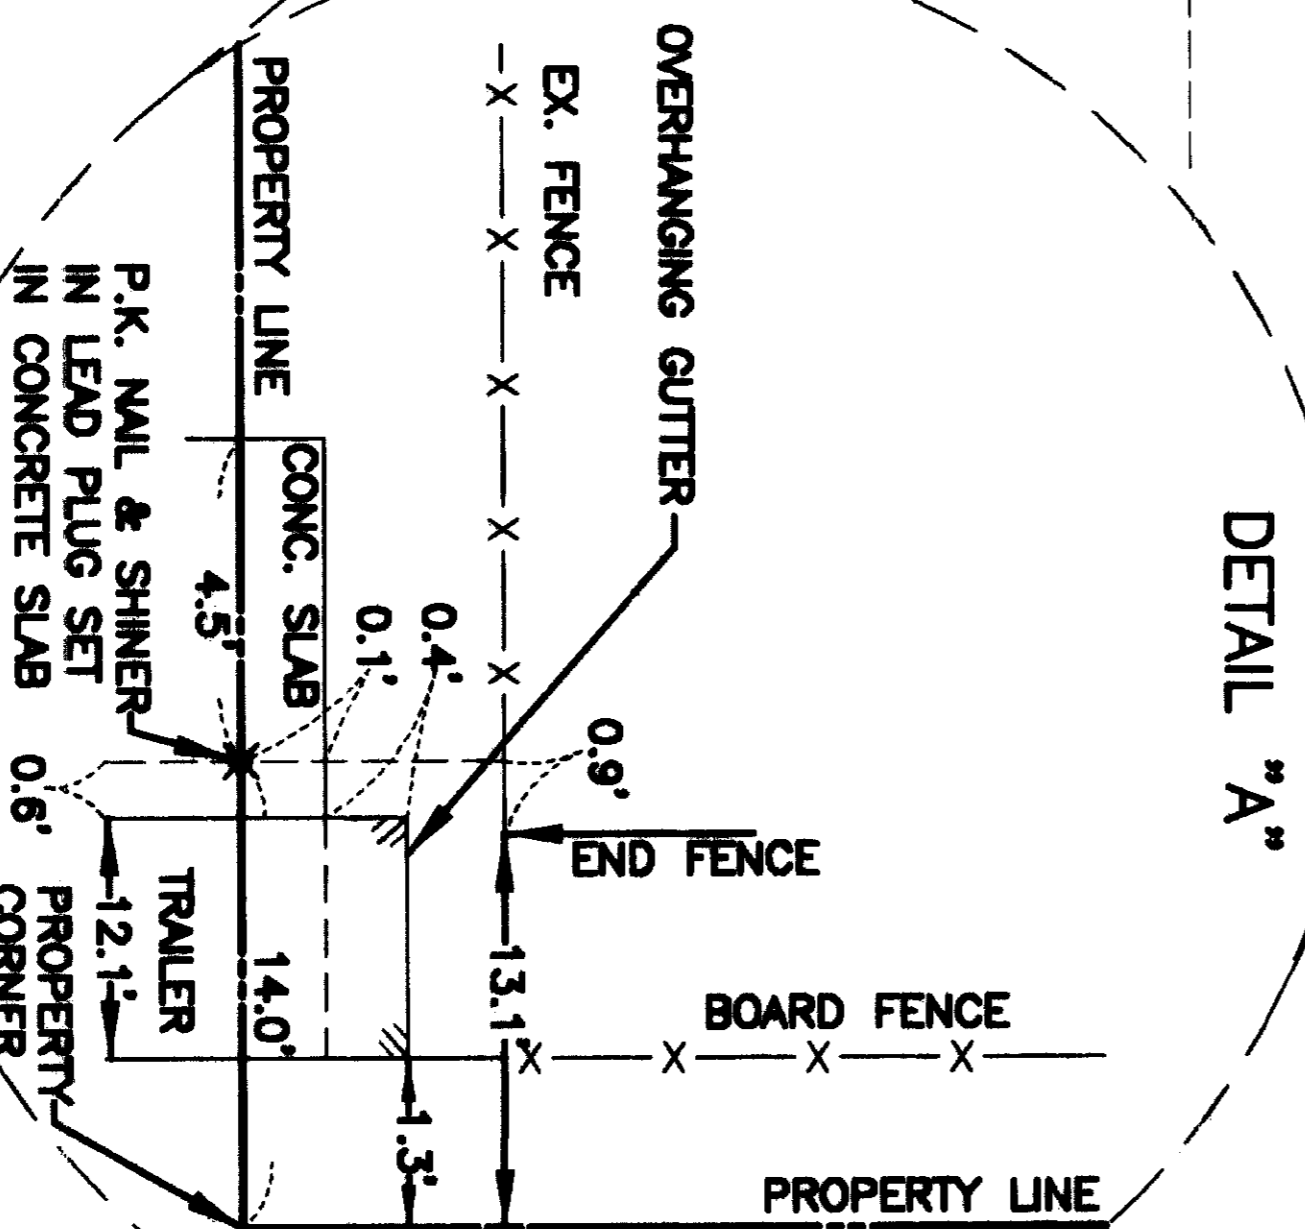 DETAIL "A"
OVERHANGING GUTTER
EX. FENCE
PROPERTY LINE
P.K. NAIL & SHINER
IN LEAD PLUG SET
IN CONCRETE SLAB
CONC. SLAB
4.5'
0.1'
0.4'
0.9'
0.6'
END FENCE
13.1'
BOARD FENCE
TRAILER
12.1'
14.0'
1.3'
PROPERTY
CORNER
PROPERTY LINE